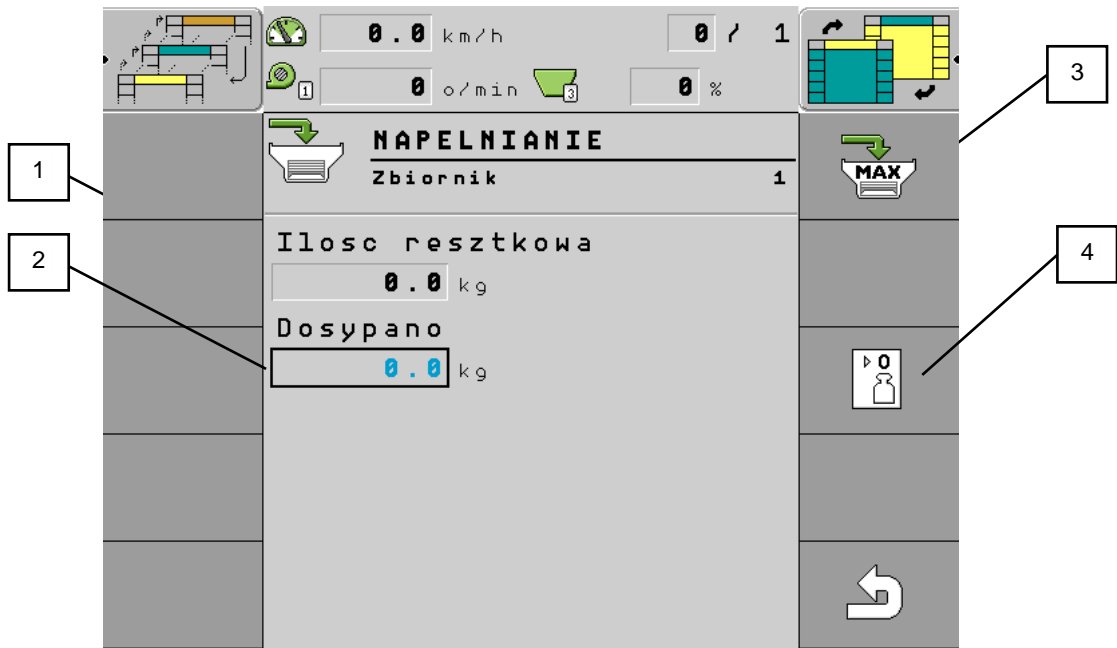 0.0 km/h 0 / 1
1 0 o/min 3 0 %
NAPELNIANIE
Zbiornik 1
MAX
Ilosc resztkowa
0.0 kg
Dosypano
0.0 kg
0
1
2
3
4